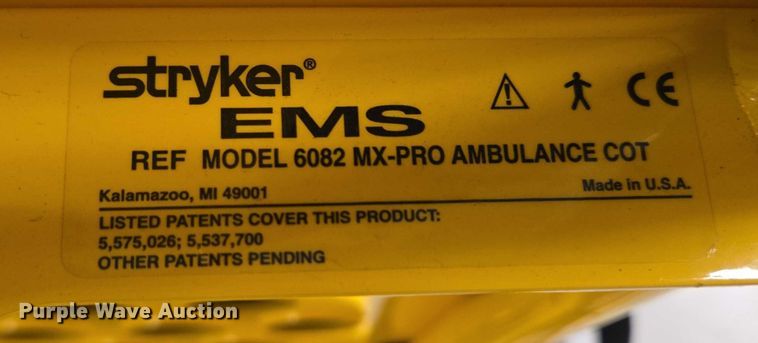 stryker®
EMS
CE
REF MODEL 6082 MX-PRO AMBULANCE COT
Kalamazoo, MI 49001 Made in U.S.A.
LISTED PATENTS COVER THIS PRODUCT:
5,575,026; 5,537,700
OTHER PATENTS PENDING
Purple Wave Auction